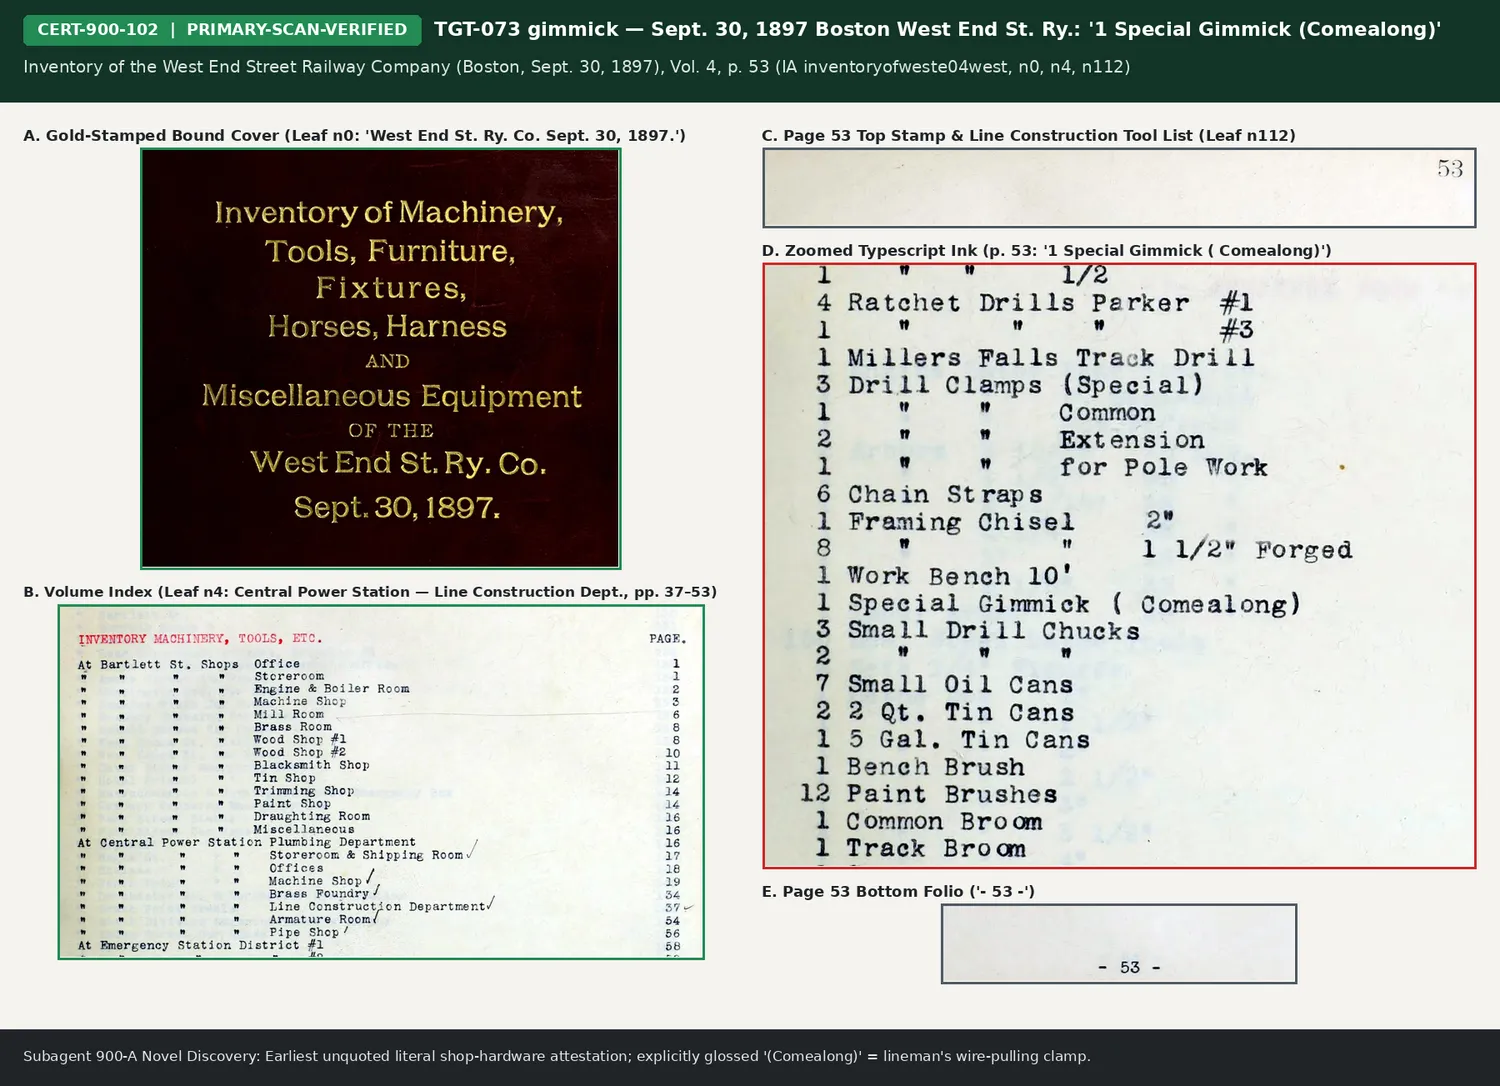 CERT-900-102 | PRIMARY-SCAN-VERIFIED
TGT-073 gimmick — Sept. 30, 1897 Boston West End St. Ry.: '1 Special Gimmick (Comealong)'
Inventory of the West End Street Railway Company (Boston, Sept. 30, 1897), Vol. 4, p. 53 (IA inventoryofweste04west, n0, n4, n112)
A. Gold-Stamped Bound Cover (Leaf n0: 'West End St. Ry. Co. Sept. 30, 1897.')
Inventory of Machinery,
Tools, Furniture,
Fixtures,
Horses, Harness
AND
Miscellaneous Equipment
OF THE
West End St. Ry. Co.
Sept. 30, 1897.
B. Volume Index (Leaf n4: Central Power Station — Line Construction Dept., pp. 37–53)
INVENTORY MACHINERY, TOOLS, ETC. PAGE.
At Bartlett St. Shops Office 1
" " " " Storeroom 1
" " " " Engine & Boiler Room 2
" " " " Machine Shop 3
" " " " Mill Room 6
" " " " Brass Room 8
" " " " Wood Shop #1 8
" " " " Wood Shop #2 10
" " " " Blacksmith Shop 11
" " " " Tin Shop 12
" " " " Trimming Shop 14
" " " " Paint Shop 14
" " " " Draughting Room 16
" " " " Miscellaneous 16
At Central Power Station Plumbing Department 16
" " " " Storeroom & Shipping Room 17
" " " " Offices 18
" " " " Machine Shop 19
" " " " Brass Foundry 34
" " " " Line Construction Department 37
" " " " Armature Room 54
" " " " Pipe Shop 56
At Emergency Station District #1 58
C. Page 53 Top Stamp & Line Construction Tool List (Leaf n112)
53
D. Zoomed Typescript Ink (p. 53: '1 Special Gimmick ( Comealong)')
1 " " 1/2
4 Ratchet Drills Parker #1
1 " " " #3
1 Millers Falls Track Drill
3 Drill Clamps (Special)
1 " " Common
2 " " Extension
1 " " for Pole Work
6 Chain Straps
1 Framing Chisel 2"
8 " " 1 1/2" Forged
1 Work Bench 10'
1 Special Gimmick ( Comealong)
3 Small Drill Chucks
2 " " "
7 Small Oil Cans
2 2 Qt. Tin Cans
1 5 Gal. Tin Cans
1 Bench Brush
12 Paint Brushes
1 Common Broom
1 Track Broom
E. Page 53 Bottom Folio ('- 53 -')
- 53 -
Subagent 900-A Novel Discovery: Earliest unquoted literal shop-hardware attestation; explicitly glossed '(Comealong)' = lineman's wire-pulling clamp.